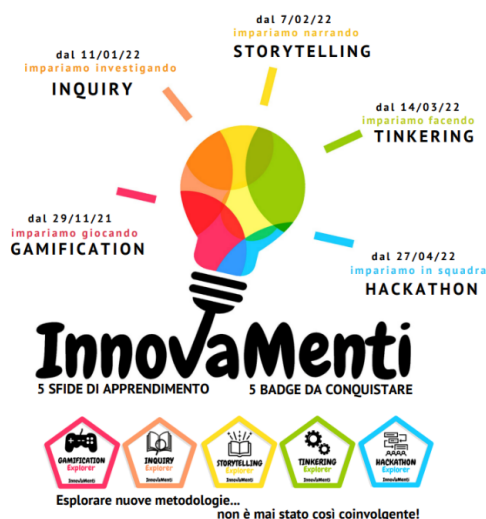 dal 7/02/22
impariamo narrando
STORYTELLING
dal 11/01/22
impariamo investigando
INQUIRY
dal 14/03/22
impariamo facendo
TINKERING
dal 29/11/21
impariamo giocando
GAMIFICATION
dal 27/04/22
impariamo in squadra
HACKATHON
InnovaMenti
5 SFIDE DI APPRENDIMENTO
5 BADGE DA CONQUISTARE
GAMIFICATION
Explorer
InnovaMenti
INQUIRY
Explorer
InnovaMenti
STORYTELLING
Explorer
InnovaMenti
TINKERING
Explorer
InnovaMenti
HACKATHON
Explorer
InnovaMenti
Esplorare nuove metodologie...
non è mai stato così coinvolgente!